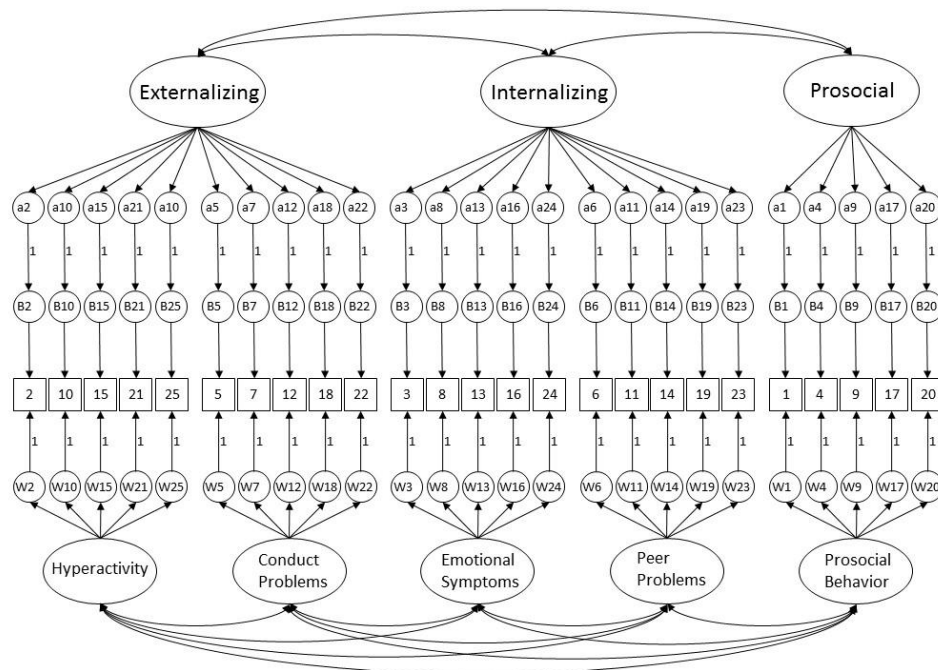 Externalizing Internalizing Prosocial
a2 a10 a15 a21 a10 a5 a7 a12 a18 a22 a3 a8 a13 a16 a24 a6 a11 a14 a19 a23 a1 a4 a9 a17 a20
1 1 1 1 1 1 1 1 1 1 1 1 1 1 1 1 1 1 1 1 1 1 1 1 1
B2 B10 B15 B21 B25 B5 B7 B12 B18 B22 B3 B8 B13 B16 B24 B6 B11 B14 B19 B23 B1 B4 B9 B17 B20
2 10 15 21 25 5 7 12 18 22 3 8 13 16 24 6 11 14 19 23 1 4 9 17 20
1 1 1 1 1 1 1 1 1 1 1 1 1 1 1 1 1 1 1 1 1 1 1 1 1
W2 W10 W15 W21 W25 W5 W7 W12 W18 W22 W3 W8 W13 W16 W24 W6 W11 W14 W19 W23 W1 W4 W9 W17 W20
Hyperactivity
Conduct
Problems
Emotional
Symptoms
Peer
Problems
Prosocial
Behavior